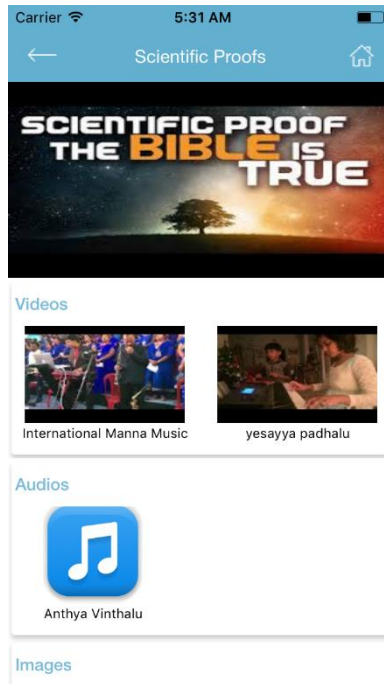 Carrier 5:31 AM
Scientific Proofs
SCIENTIFIC PROOF
THE BIBLE IS
TRUE
Videos
International Manna Music
yesayya padhalu
Audios
Anthya Vinthalu
Images